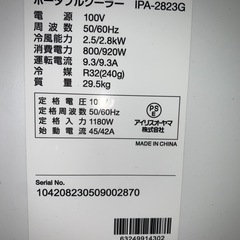 ポータブルクーラー IPA-2823G
電源 100V
周波数 50/60Hz
冷風能力 2.5/2.8kW
消費電力 800/920W
運転電流 9.3/9.3A
冷媒 R32(240g)
質量 29.5kg
定格電圧 10
定格周波数 50/60Hz
定格入力 1180W
始動電流 45/42A
PSE
アイリスオーヤマ
株式会社
MADE IN CHINA
Serial No.
104208230509002870
63249914302